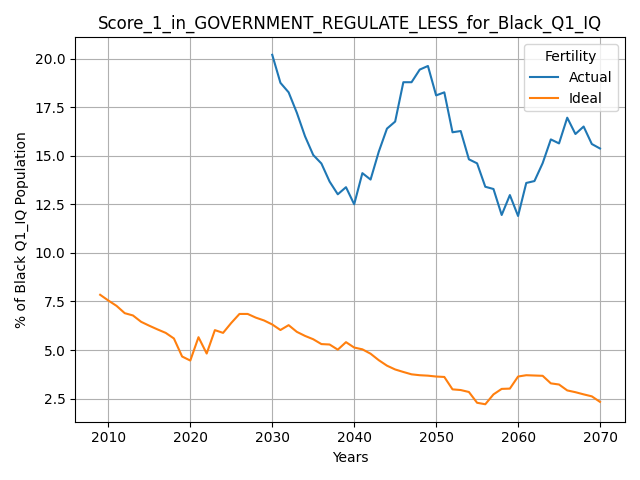 Score_1_in_GOVERNMENT_REGULATE_LESS_for_Black_Q1_IQ
Fertility
Actual
Ideal
% of Black Q1_IQ Population
20.0
17.5
15.0
12.5
10.0
7.5
5.0
2.5
2010 2020 2030 2040 2050 2060 2070
Years